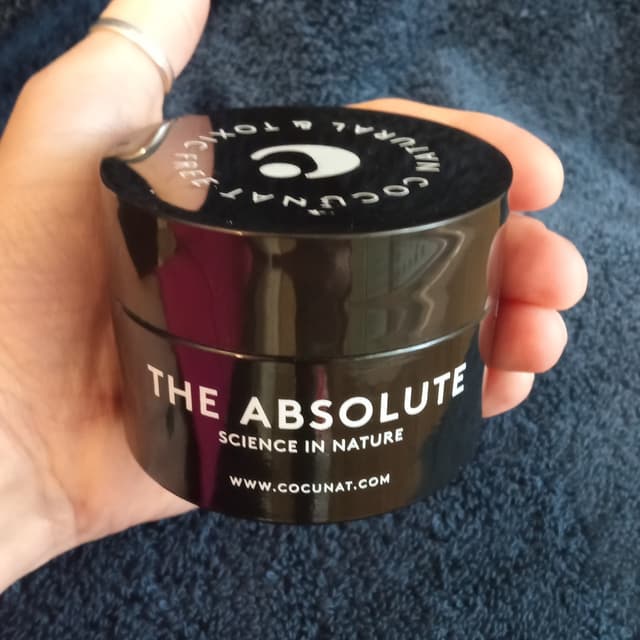 COCUNAT
NATURAL & TOXIC FREE
THE ABSOLUTE
SCIENCE IN NATURE
WWW.COCUNAT.COM